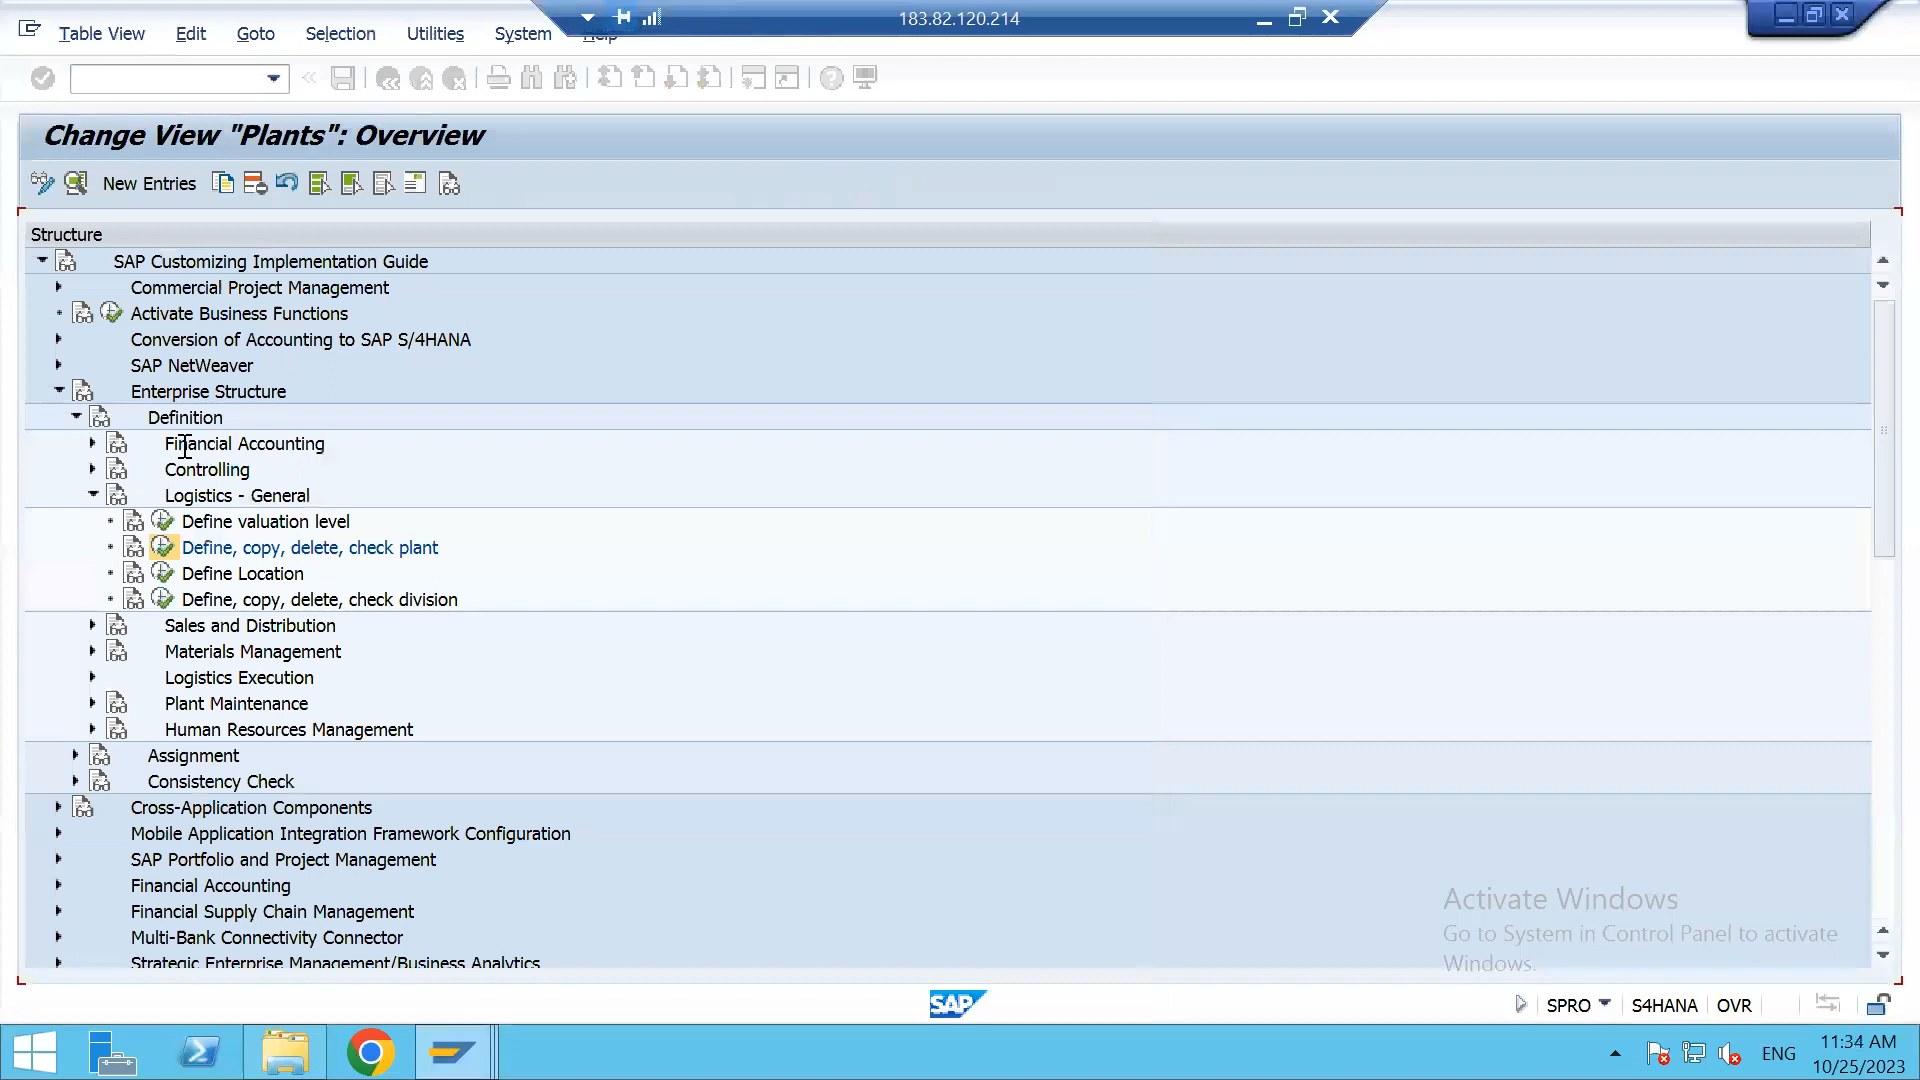 183.82.120.214
Table View Edit Goto Selection Utilities System Help
Change View "Plants": Overview
New Entries
Structure
SAP Customizing Implementation Guide
Commercial Project Management
Activate Business Functions
Conversion of Accounting to SAP S/4HANA
SAP NetWeaver
Enterprise Structure
Definition
Financial Accounting
Controlling
Logistics - General
Define valuation level
Define, copy, delete, check plant
Define Location
Define, copy, delete, check division
Sales and Distribution
Materials Management
Logistics Execution
Plant Maintenance
Human Resources Management
Assignment
Consistency Check
Cross-Application Components
Mobile Application Integration Framework Configuration
SAP Portfolio and Project Management
Financial Accounting
Financial Supply Chain Management
Multi-Bank Connectivity Connector
Strategic Enterprise Management/Business Analytics
Activate Windows
Go to System in Control Panel to activate
Windows.
SAP
SPRO S4HANA OVR
ENG
11:34 AM
10/25/2023